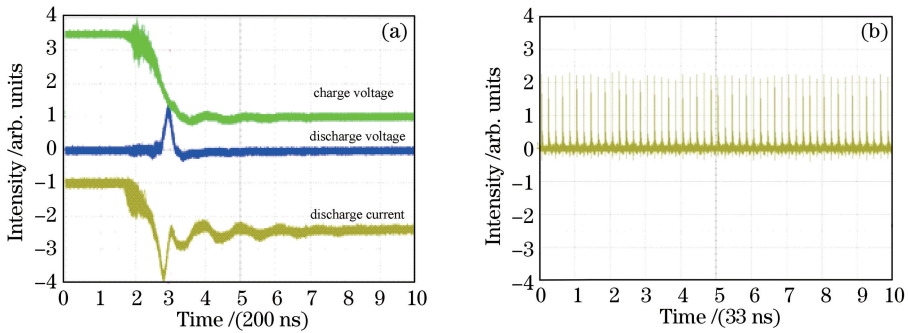 (a)
4
3
2
1
0
−1
−2
−3
−4
Intensity /arb. units
charge voltage
discharge voltage
discharge current
0 1 2 3 4 5 6 7 8 9 10
Time /(200 ns)
(b)
4
3
2
1
0
−1
−2
−3
−4
Intensity /arb. units
0 1 2 3 4 5 6 7 8 9 10
Time /(33 ns)